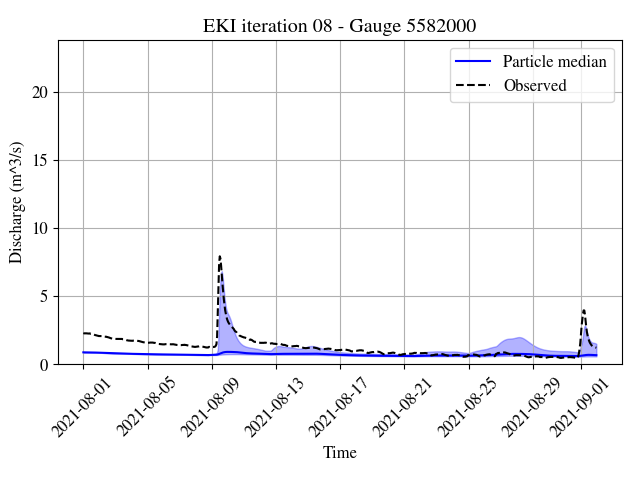 EKI iteration 08 - Gauge 5582000
Particle median
Observed
Discharge (m^3/s)
20
15
10
5
0
2021-08-01
2021-08-05
2021-08-09
2021-08-13
2021-08-17
2021-08-21
2021-08-25
2021-08-29
2021-09-01
Time